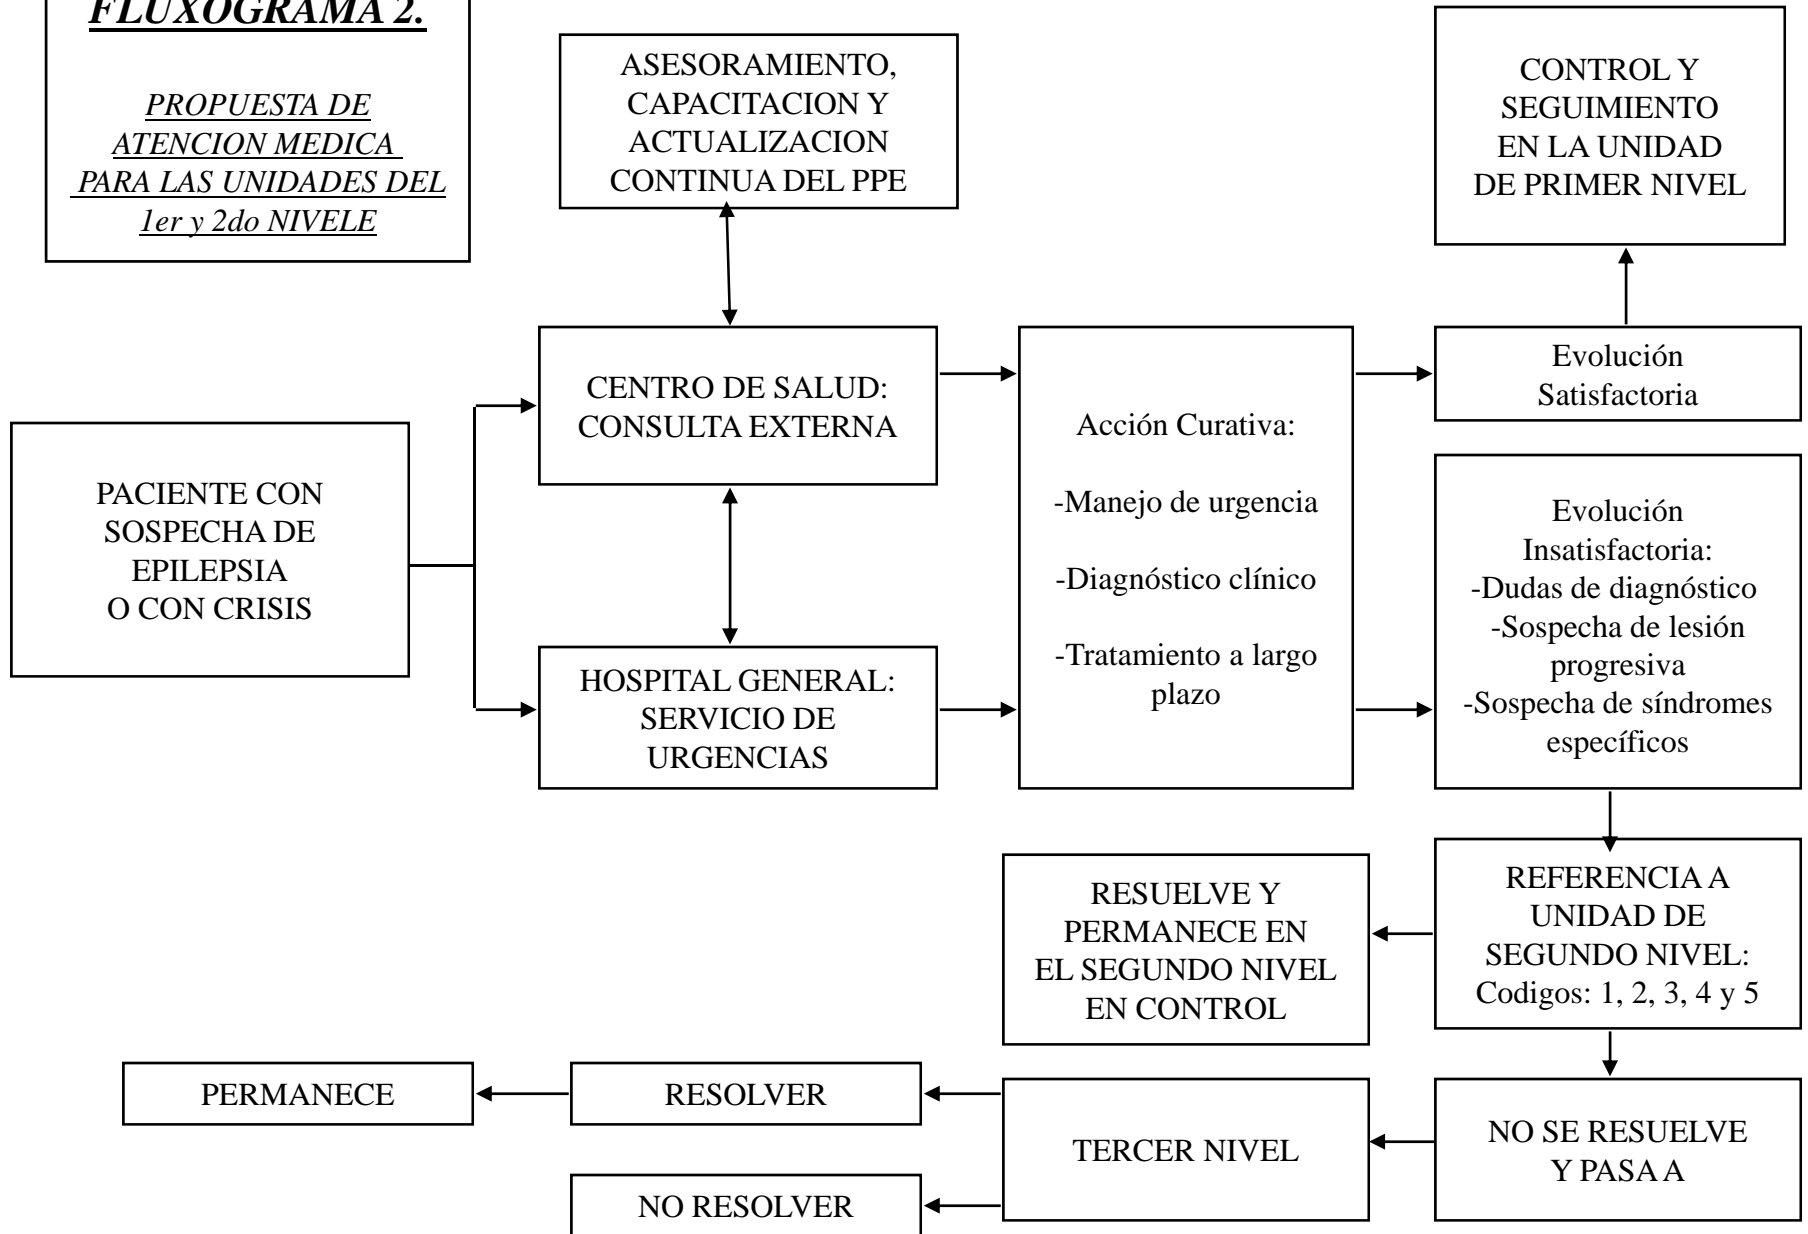 FLUXOGRAMA 2.
PROPUESTA DE
ATENCION MEDICA
PARA LAS UNIDADES DEL
1er y 2do NIVELE
ASESORAMIENTO,
CAPACITACION Y
ACTUALIZACION
CONTINUA DEL PPE
CONTROL Y
SEGUIMIENTO
EN LA UNIDAD
DE PRIMER NIVEL
PACIENTE CON
SOSPECHA DE
EPILEPSIA
O CON CRISIS
CENTRO DE SALUD:
CONSULTA EXTERNA
HOSPITAL GENERAL:
SERVICIO DE
URGENCIAS
Acción Curativa:
-Manejo de urgencia
-Diagnóstico clínico
-Tratamiento a largo
plazo
Evolución
Satisfactoria
Evolución
Insatisfactoria:
-Dudas de diagnóstico
-Sospecha de lesión
progresiva
-Sospecha de síndromes
específicos
REFERENCIA A
UNIDAD DE
SEGUNDO NIVEL:
Codigos: 1, 2, 3, 4 y 5
RESUELVE Y
PERMANECE EN
EL SEGUNDO NIVEL
EN CONTROL
NO SE RESUELVE
Y PASA A
TERCER NIVEL
RESOLVER
PERMANECE
NO RESOLVER